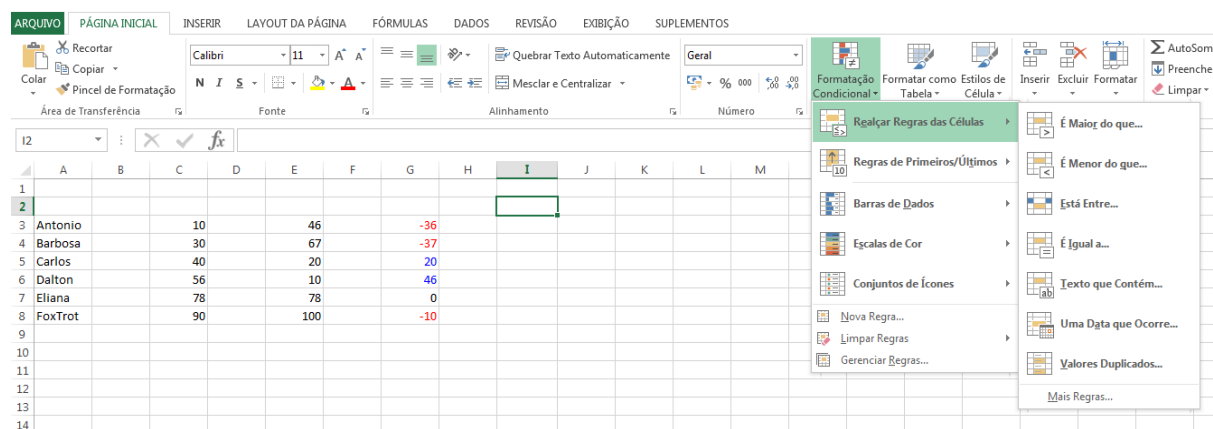 ARQUIVO PÁGINA INICIAL INSERIR LAYOUT DA PÁGINA FÓRMULAS DADOS REVISÃO EXIBIÇÃO SUPLEMENTOS
Colar
Recortar
Copiar
Pincel de Formatação
Área de Transferência
Calibri 11 A A
N I S A
Fonte
Quebrar Texto Automaticamente
Mesclar e Centralizar
Alinhamento
Geral
% 000 ,00 ,00
Número
Formatação Condicional
Formatar como Tabela
Estilos de Célula
Inserir Excluir Formatar
AutoSom
Preenche
Limpar
I2 fx
A B C D E F G H I J K L M
1
2
3 Antonio 10 46 -36
4 Barbosa 30 67 -37
5 Carlos 40 20 20
6 Dalton 56 10 46
7 Eliana 78 78 0
8 FoxTrot 90 100 -10
9
10
11
12
13
14
Realçar Regras das Células
Regras de Primeiros/Últimos
Barras de Dados
Escalas de Cor
Conjuntos de Ícones
Nova Regra...
Limpar Regras
Gerenciar Regras...
É Maior do que...
É Menor do que...
Está Entre...
É Igual a...
Texto que Contém...
Uma Data que Ocorre...
Valores Duplicados...
Mais Regras...